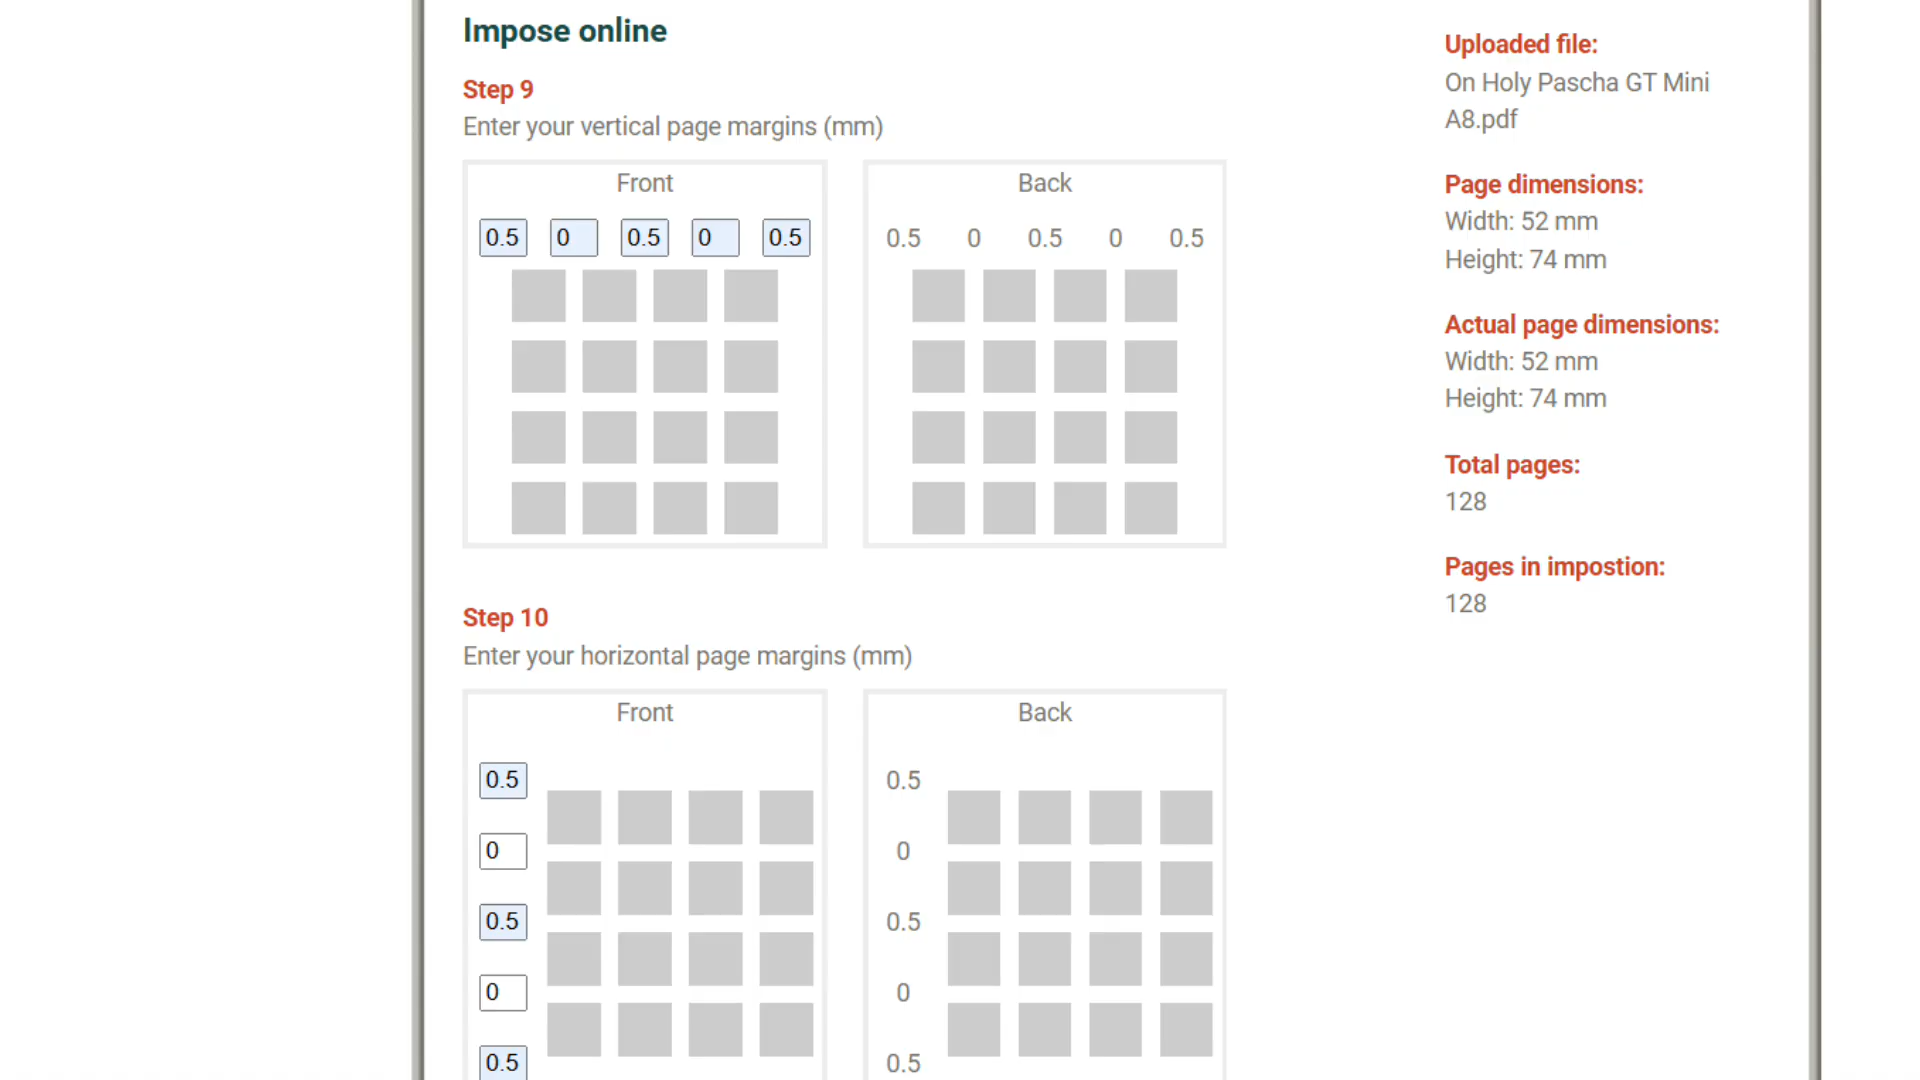 Impose online
Step 9
Enter your vertical page margins (mm)
Front
0.5 0 0.5 0 0.5
Back
0.5 0 0.5 0 0.5
Step 10
Enter your horizontal page margins (mm)
Front
0.5
0
0.5
0
0.5
Back
0.5
0
0.5
0
0.5
Uploaded file:
On Holy Pascha GT Mini
A8.pdf
Page dimensions:
Width: 52 mm
Height: 74 mm
Actual page dimensions:
Width: 52 mm
Height: 74 mm
Total pages:
128
Pages in impostion:
128